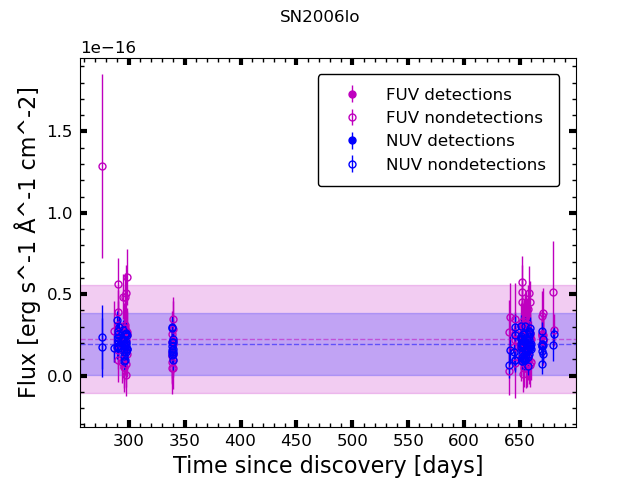 SN2006lo
1e−16
FUV detections
FUV nondetections
NUV detections
NUV nondetections
1.5
1.0
0.5
0.0
Flux [erg s^-1 Å^-1 cm^-2]
300 350 400 450 500 550 600 650
Time since discovery [days]